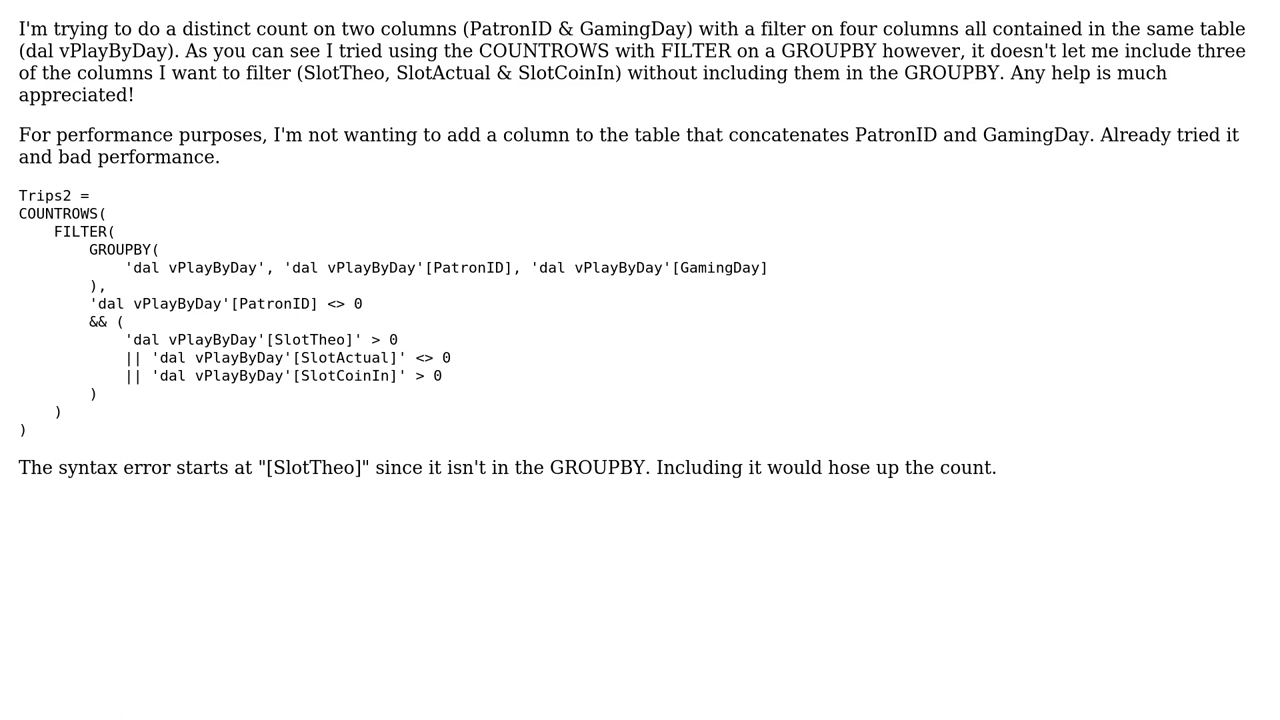 I'm trying to do a distinct count on two columns (PatronID & GamingDay) with a filter on four columns all contained in the same table
(dal vPlayByDay). As you can see I tried using the COUNTROWS with FILTER on a GROUPBY however, it doesn't let me include three
of the columns I want to filter (SlotTheo, SlotActual & SlotCoinIn) without including them in the GROUPBY. Any help is much
appreciated!
For performance purposes, I'm not wanting to add a column to the table that concatenates PatronID and GamingDay. Already tried it
and bad performance.
Trips2 =
COUNTROWS(
    FILTER(
        GROUPBY(
            'dal vPlayByDay', 'dal vPlayByDay'[PatronID], 'dal vPlayByDay'[GamingDay]
        ),
        'dal vPlayByDay'[PatronID] <> 0
        && (
            'dal vPlayByDay'[SlotTheo]' > 0
            || 'dal vPlayByDay'[SlotActual]' <> 0
            || 'dal vPlayByDay'[SlotCoinIn]' > 0
        )
    )
)
The syntax error starts at "[SlotTheo]" since it isn't in the GROUPBY. Including it would hose up the count.